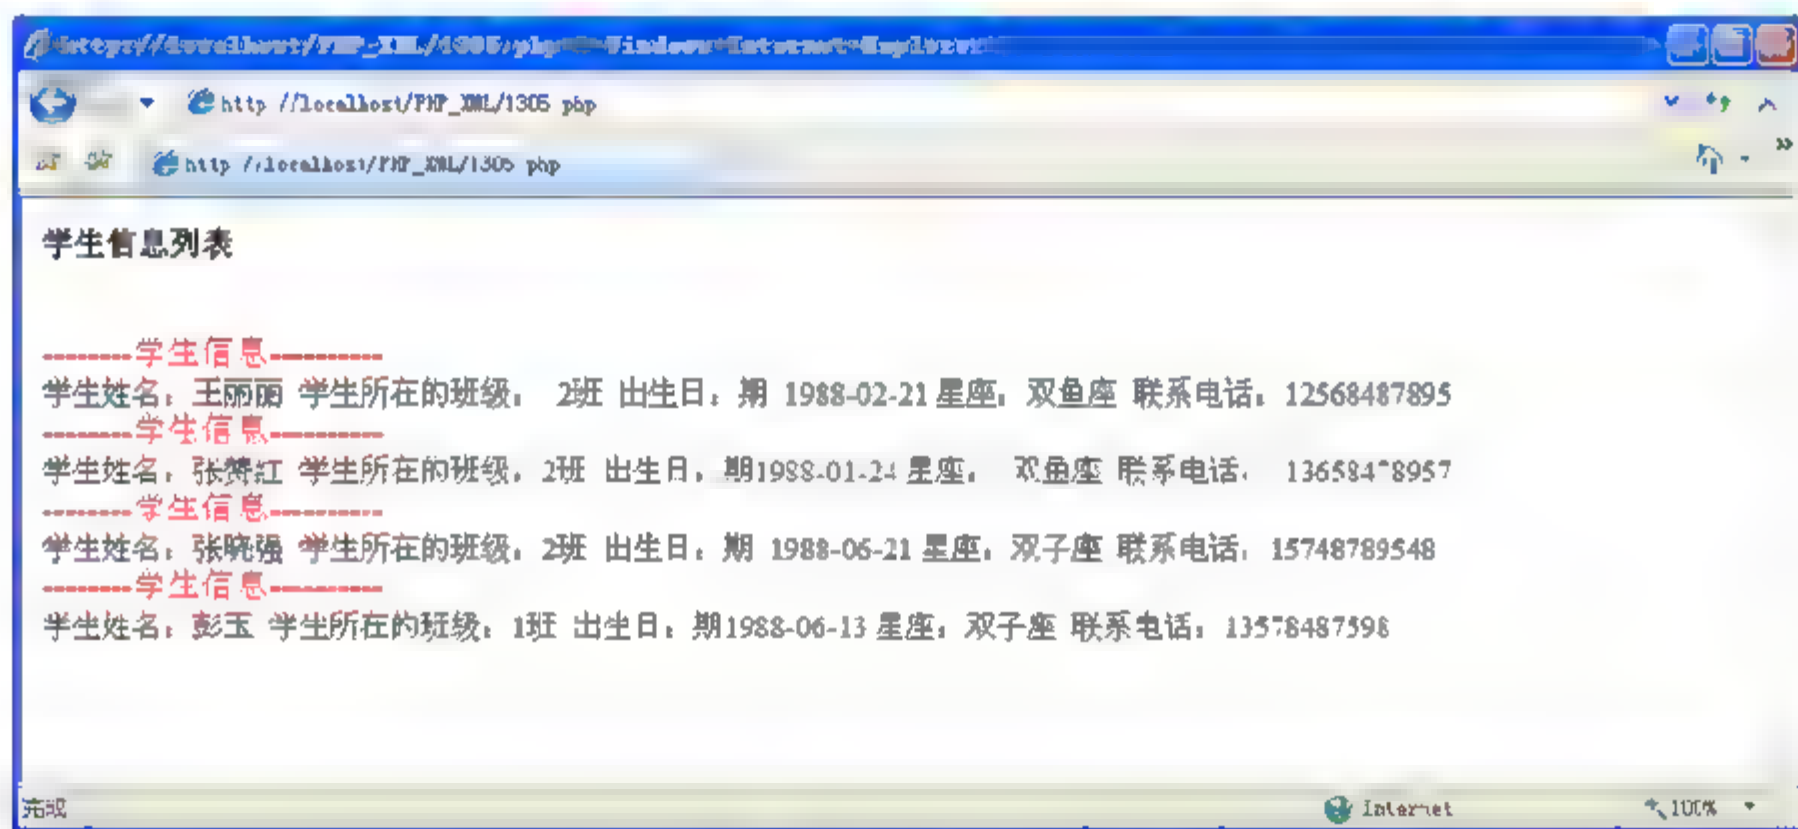 http://localhost/PHP_XML/1305.php - Windows Internet Explorer
http //localhost/PHP_XML/1305 php
http //localhost/PHP_XML/1305 php
学生信息列表
--------学生信息----------
学生姓名：王丽丽 学生所在的班级： 2班 出生日：期 1988-02-21 星座：双鱼座 联系电话：12568487895
--------学生信息----------
学生姓名：张赞红 学生所在的班级：2班 出生日：期1988-01-24 星座： 双鱼座 联系电话： 13658478957
--------学生信息----------
学生姓名：张晓强 学生所在的班级：2班 出生日：期 1988-06-21 星座：双子座 联系电话：15748789548
--------学生信息----------
学生姓名：彭玉 学生所在的班级：1班 出生日：期1988-06-13 星座：双子座 联系电话：13578487598
完成
Internet
100%